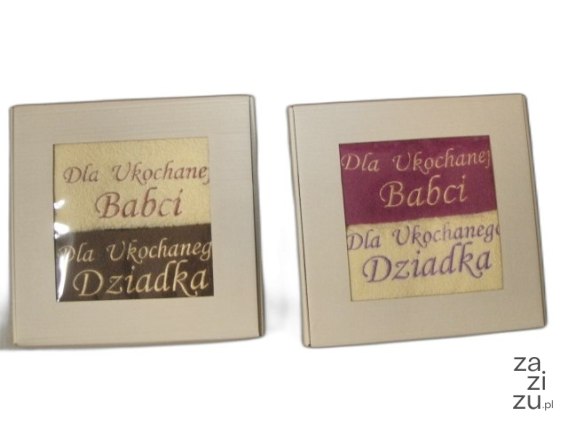 Dla Ukochanej
Babci
Dla Ukochanego
Dziadka
Dla Ukochanej
Babci
Dla Ukochanego
Dziadka
za
zi
zu.pl